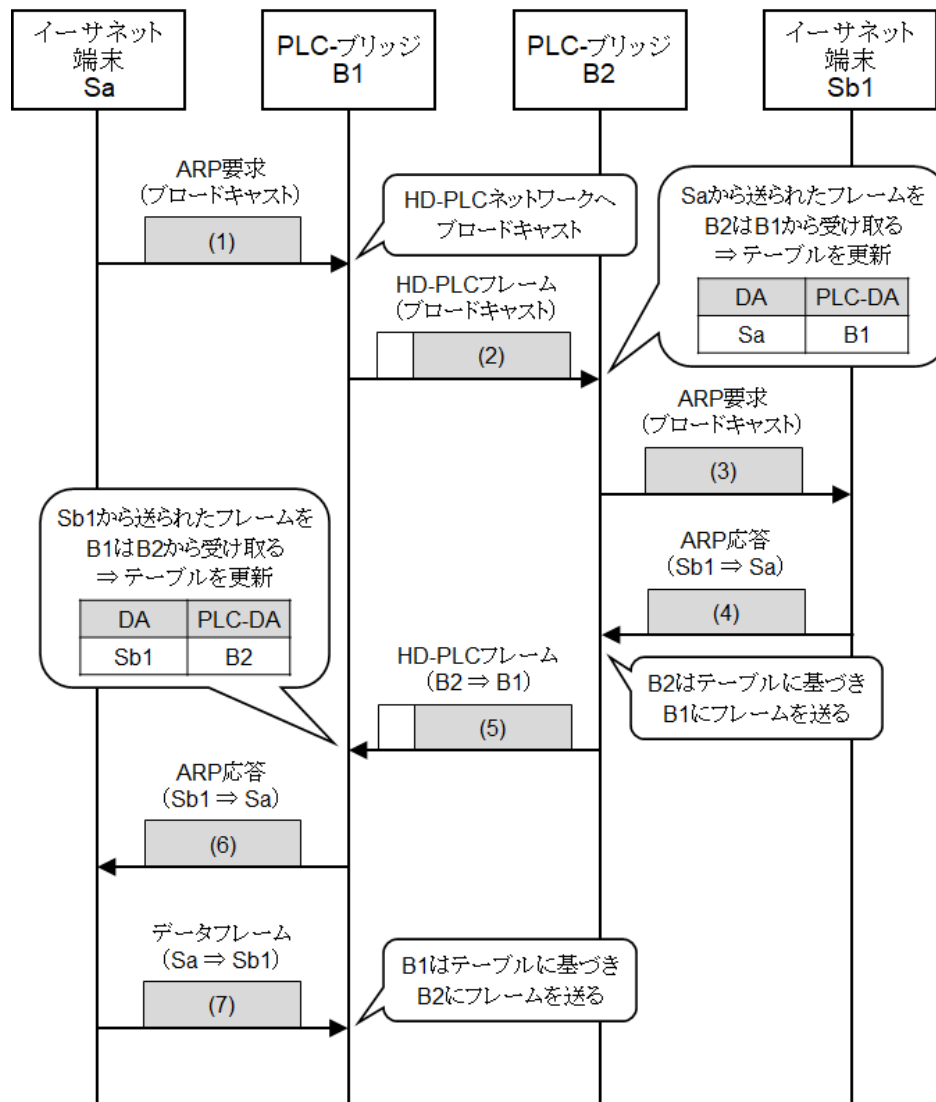 イーサネット
端末
Sa
PLC-ブリッジ
B1
PLC-ブリッジ
B2
イーサネット
端末
Sb1
ARP要求
(ブロードキャスト)
(1)
HD-PLCネットワークへ
ブロードキャスト
HD-PLCフレーム
(ブロードキャスト)
(2)
Saから送られたフレームを
B2はB1から受け取る
⇒ テーブルを更新
DA PLC-DA
Sa B1
ARP要求
(ブロードキャスト)
(3)
Sb1から送られたフレームを
B1はB2から受け取る
⇒ テーブルを更新
DA PLC-DA
Sb1 B2
ARP応答
(Sb1 ⇒ Sa)
(4)
B2はテーブルに基づき
B1にフレームを送る
HD-PLCフレーム
(B2 ⇒ B1)
(5)
ARP応答
(Sb1 ⇒ Sa)
(6)
データフレーム
(Sa ⇒ Sb1)
(7)
B1はテーブルに基づき
B2にフレームを送る